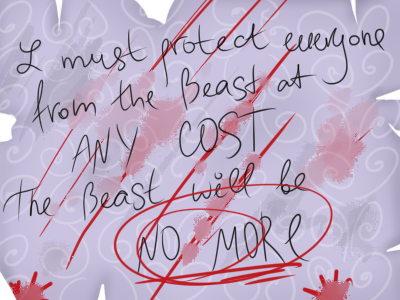 I must protect everyone
from the Beast at
ANY COST
The Beast will be
NO MORE